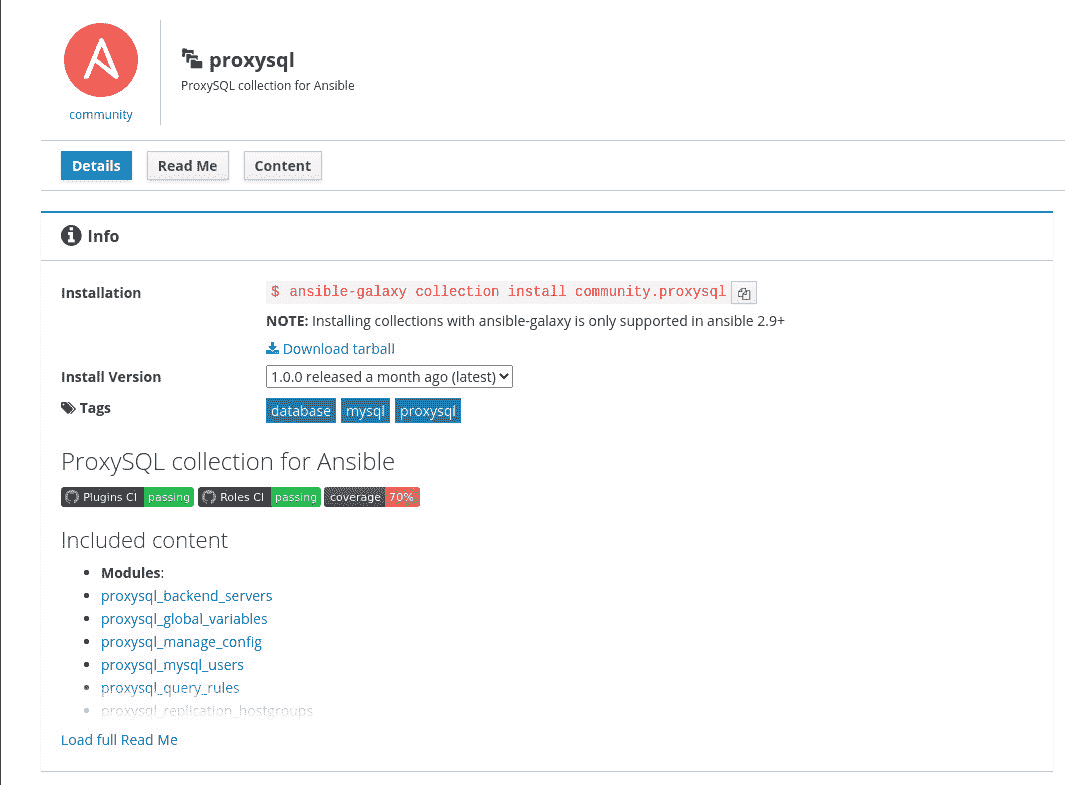 proxysql
ProxySQL collection for Ansible
community
Details Read Me Content
Info
Installation $ ansible-galaxy collection install community.proxysql
NOTE: Installing collections with ansible-galaxy is only supported in ansible 2.9+
Download tarball
Install Version 1.0.0 released a month ago (latest)
Tags database mysql proxysql
ProxySQL collection for Ansible
Plugins CI passing Roles CI passing coverage 70%
Included content
Modules:
proxysql_backend_servers
proxysql_global_variables
proxysql_manage_config
proxysql_mysql_users
proxysql_query_rules
proxysql_replication_hostgroups
Load full Read Me